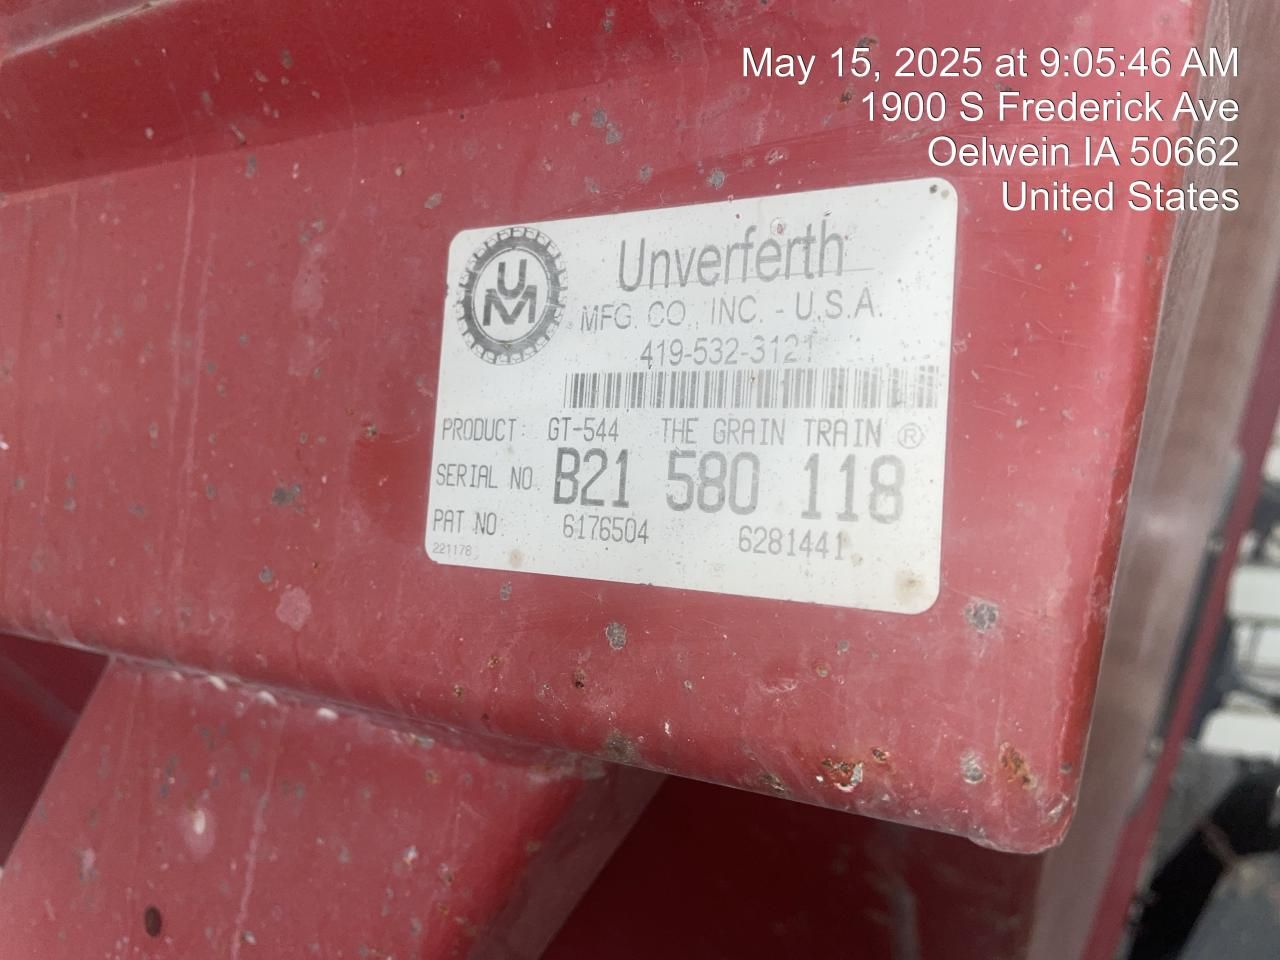 May 15, 2025 at 9:05:46 AM
1900 S Frederick Ave
Oelwein IA 50662
United States
UM
Unverferth
MFG. CO., INC. - U.S.A.
419-532-3121
PRODUCT: GT-544 THE GRAIN TRAIN ®
SERIAL NO B21 580 118
PAT NO 6176504 6281441
221178